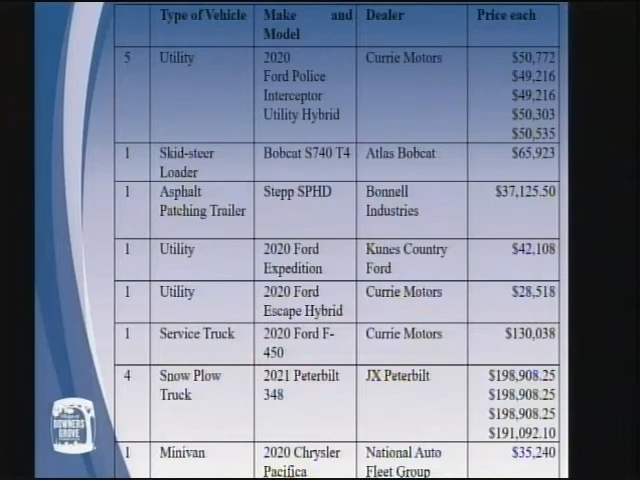 Type of Vehicle Make and Model Dealer Price each
5 Utility 2020 Ford Police Interceptor Utility Hybrid Currie Motors $50,772 $49,216 $49,216 $50,303 $50,535
1 Skid-steer Loader Bobcat S740 T4 Atlas Bobcat $65,923
1 Asphalt Patching Trailer Stepp SPHD Bonnell Industries $37,125.50
1 Utility 2020 Ford Expedition Kunes Country Ford $42,108
1 Utility 2020 Ford Escape Hybrid Currie Motors $28,518
1 Service Truck 2020 Ford F-450 Currie Motors $130,038
4 Snow Plow Truck 2021 Peterbilt 348 JX Peterbilt $198,908.25 $198,908.25 $198,908.25 $191,092.10
1 Minivan 2020 Chrysler Pacifica National Auto Fleet Group $35,240
DOWNERS
GROVE